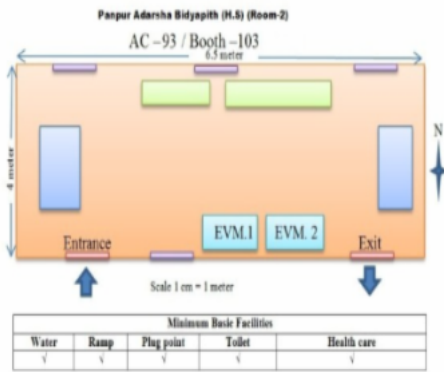 Panpur Adarsha Bidyapith (H.S) (Room-2)
AC –93 / Booth –103
6.5 meter
4 meter
N
EVM.1
EVM. 2
Entrance
Exit
Scale 1 cm = 1 meter
Minimum Basic Facilities
Water Ramp Plug point Toilet Health care
√ √ √ √ √